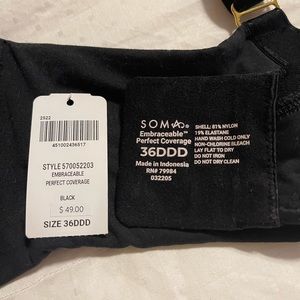 2522
451002436517
STYLE 570052203
EMBRACEABLE
PERFECT COVERAGE
BLACK
$ 49.00
SIZE 36DDD
SOMA®
Embraceable™
Perfect Coverage
36DDD
Made in Indonesia
RN# 79984
032205
SHELL: 81% NYLON
19% ELASTANE
HAND WASH COLD ONLY
NON-CHLORINE BLEACH
LAY FLAT TO DRY
DO NOT IRON
DO NOT DRY CLEAN